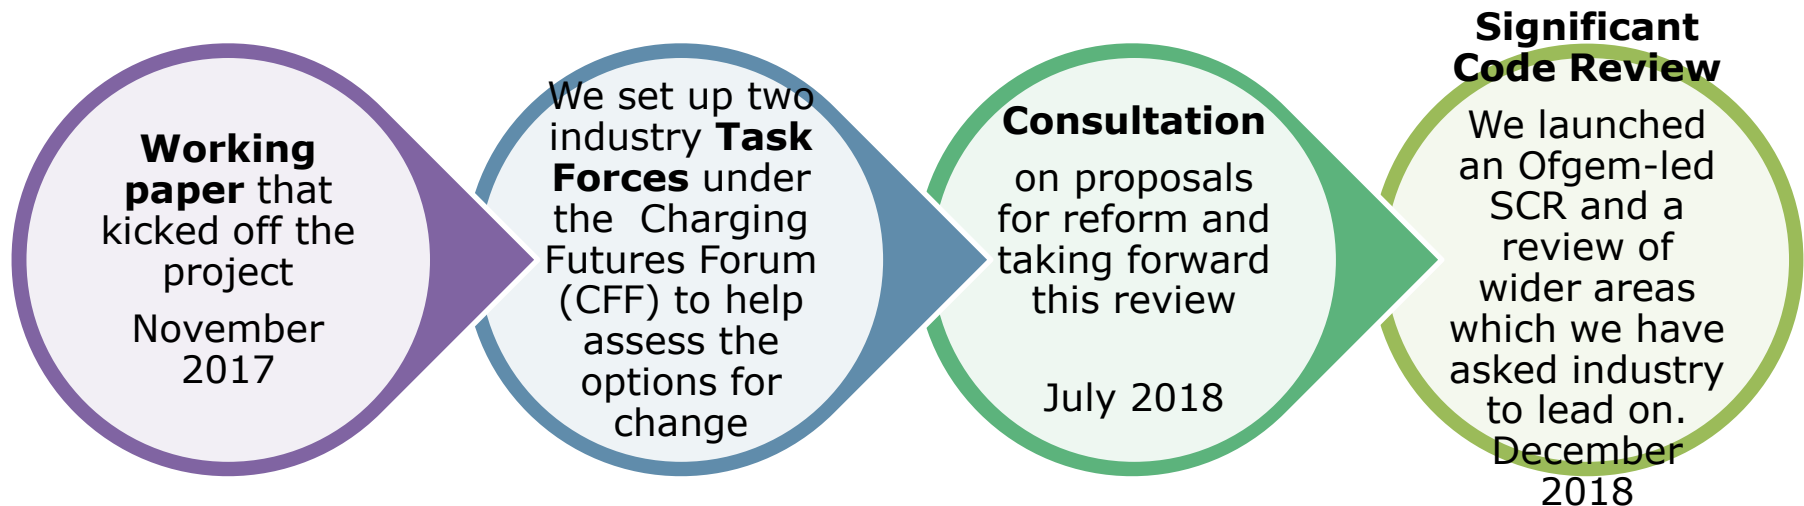 Working
paper that
kicked off the
project
November
2017
We set up two
industry Task
Forces under
the Charging
Futures Forum
(CFF) to help
assess the
options for
change
Consultation
on proposals
for reform and
taking forward
this review
July 2018
Significant
Code Review
We launched
an Ofgem-led
SCR and a
review of
wider areas
which we have
asked industry
to lead on.
December
2018